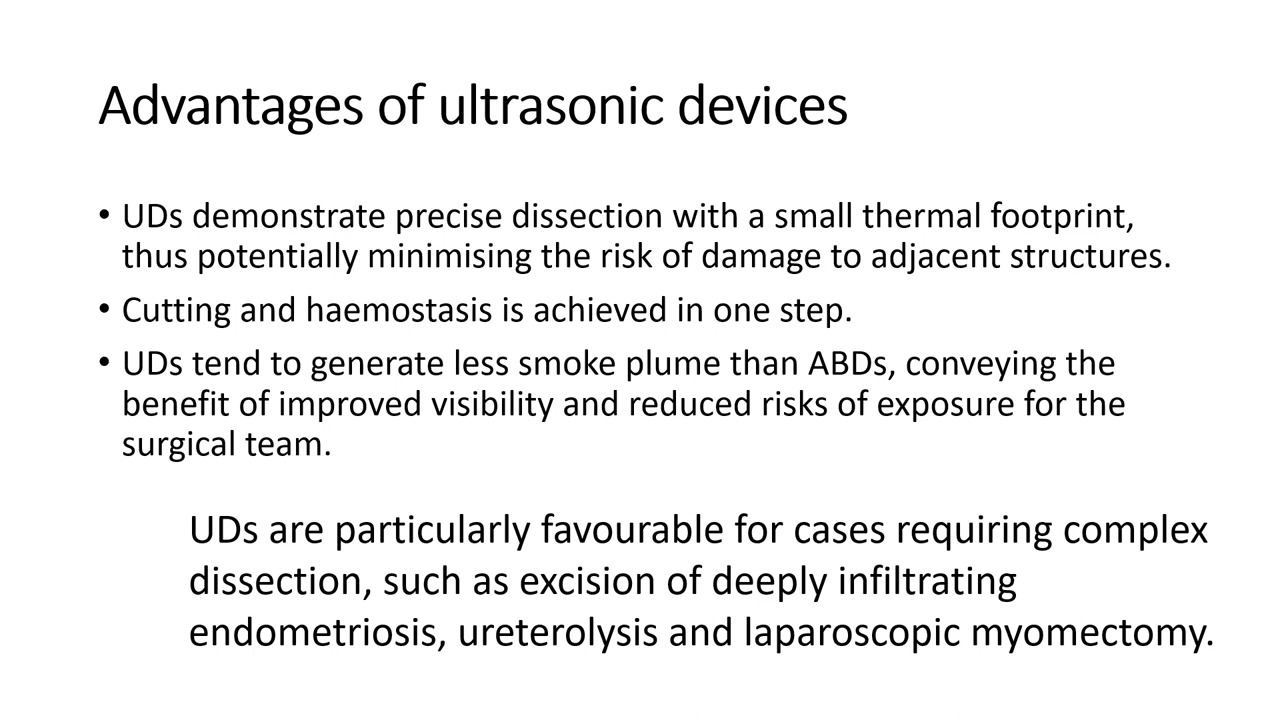 Advantages of ultrasonic devices
• UDs demonstrate precise dissection with a small thermal footprint,
thus potentially minimising the risk of damage to adjacent structures.
• Cutting and haemostasis is achieved in one step.
• UDs tend to generate less smoke plume than ABDs, conveying the
benefit of improved visibility and reduced risks of exposure for the
surgical team.
UDs are particularly favourable for cases requiring complex
dissection, such as excision of deeply infiltrating
endometriosis, ureterolysis and laparoscopic myomectomy.